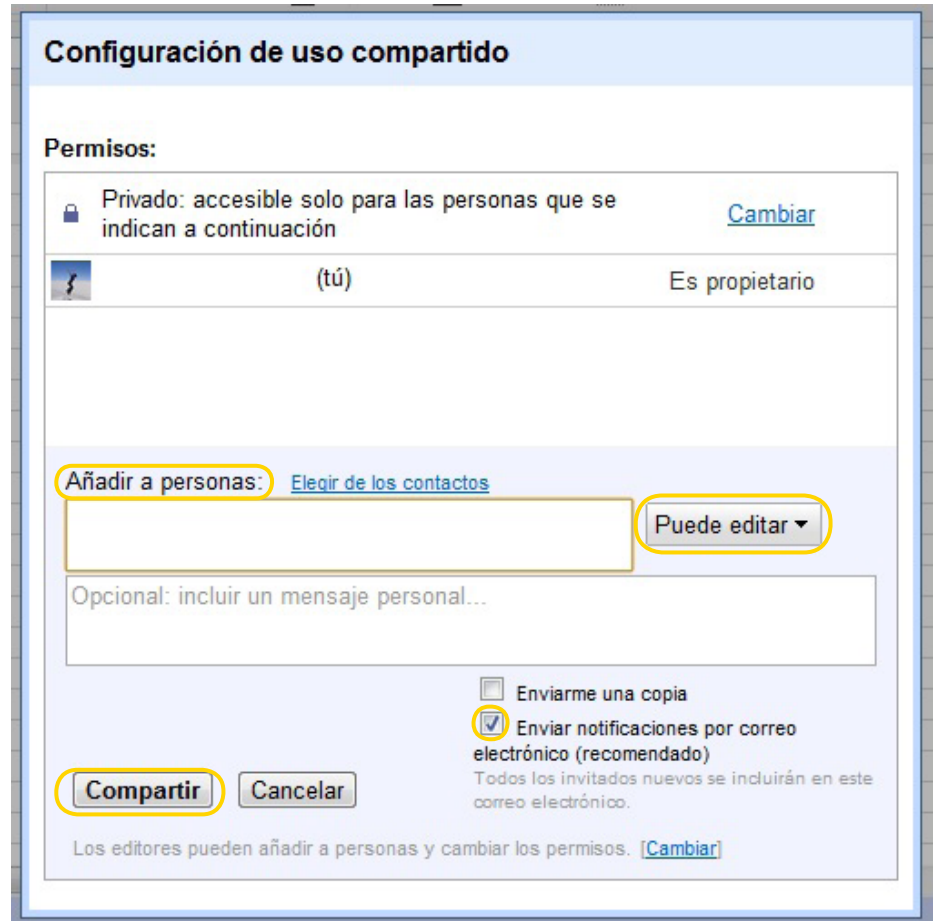 Configuración de uso compartido
Permisos:
Privado: accesible solo para las personas que se
indican a continuación
Cambiar
(tú)
Es propietario
Añadir a personas:
Elegir de los contactos
Puede editar
Opcional: incluir un mensaje personal...
Enviarme una copia
Enviar notificaciones por correo
electrónico (recomendado)
Todos los invitados nuevos se incluirán en este
correo electrónico.
Compartir
Cancelar
Los editores pueden añadir a personas y cambiar los permisos. [Cambiar]